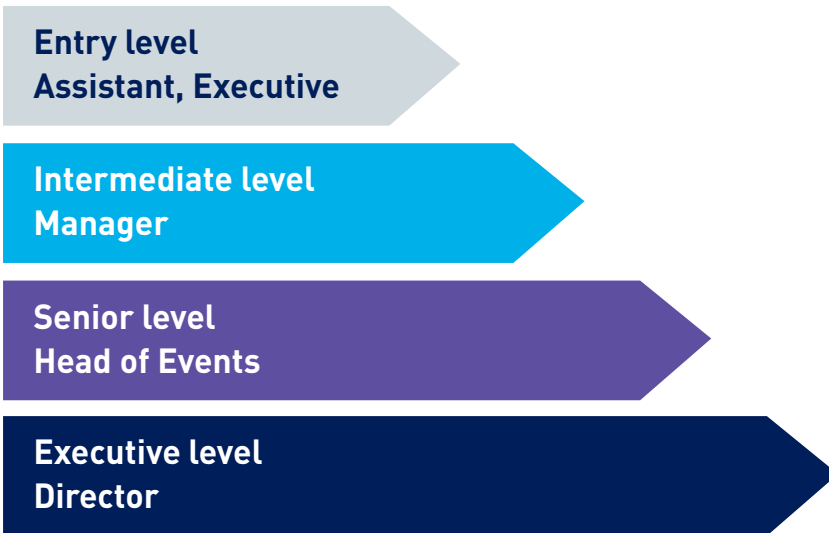 Entry level
Assistant, Executive
Intermediate level
Manager
Senior level
Head of Events
Executive level
Director